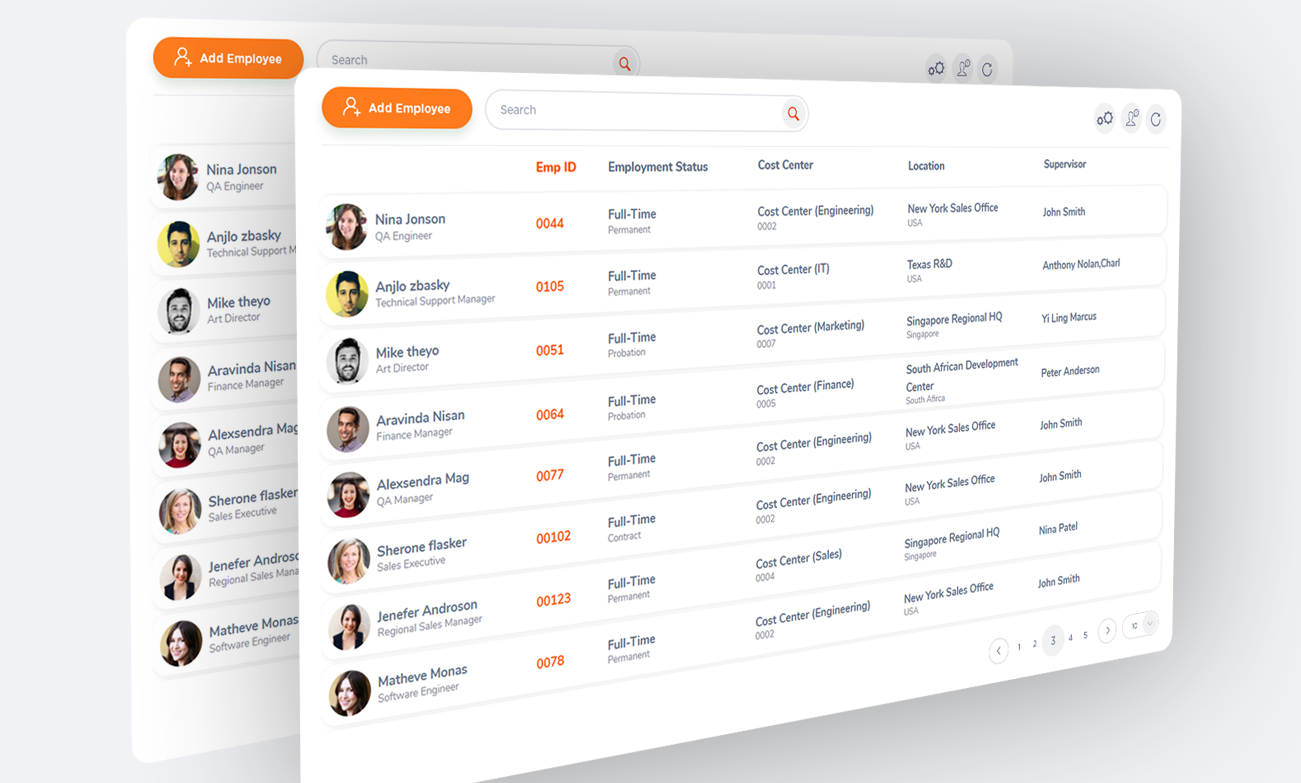 Add Employee
Search
Nina Jonson
QA Engineer
Anjlo zbasky
Technical Support M
Mike theyo
Art Director
Aravinda Nisan
Finance Manager
Alexsendra Mag
QA Manager
Sherone flasker
Sales Executive
Jenefer Androso
Regional Sales Mana
Matheve Monas
Software Engineer
Add Employee
Search
Emp ID Employment Status Cost Center Location Supervisor
Nina Jonson 0044 Full-Time Cost Center (Engineering) New York Sales Office John Smith
QA Engineer Permanent 0002 USA
Anjlo zbasky 0105 Full-Time Cost Center (IT) Texas R&D Anthony Nolan,Charl
Technical Support Manager Permanent 0001 USA
Mike theyo 0051 Full-Time Cost Center (Marketing) Singapore Regional HQ Yi Ling Marcus
Art Director Probation 0007 Singapore
Aravinda Nisan 0064 Full-Time Cost Center (Finance) South African Development Peter Anderson
Center
Finance Manager Probation 0005 South Africa
Alexsendra Mag 0077 Full-Time Cost Center (Engineering) New York Sales Office John Smith
QA Manager Permanent 0002 USA
Sherone flasker 00102 Full-Time Cost Center (Engineering) New York Sales Office John Smith
Sales Executive Contract 0002 USA
Jenefer Androson 00123 Full-Time Cost Center (Sales) Singapore Regional HQ Nina Patel
Regional Sales Manager Permanent 0004 Singapore
Matheve Monas 0078 Full-Time Cost Center (Engineering) New York Sales Office John Smith
Software Engineer Permanent 0002 USA
1 2 3 4 5 10